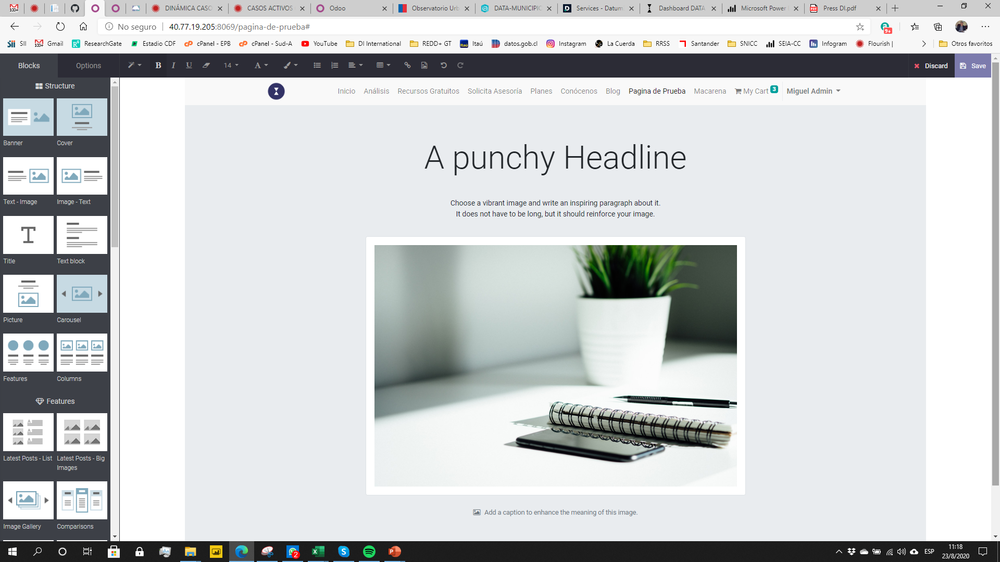 100+
DINÁMICA CASO
CASOS ACTIVOS
Odoo
Observatorio Urb
DATA-MUNICIPIO
Services - Datum
Dashboard DATA
Microsoft Power
Press DI.pdf
No seguro
40.77.19.205:8069/pagina-de-prueba#
9+
SII
Gmail
ResearchGate
Estadio CDF
cPanel - EPB
cPanel - Sud-A
YouTube
DI International
REDD+ GT
Itaú
datos.gob.cl
Instagram
La Cuerda
RRSS
Santander
SNICC
SEIA-CC
Infogram
Flourish |
Otros favoritos
Blocks
Options
B I U
14
A
Discard
Save
Structure
Banner
Cover
Text - Image
Image - Text
Title
Text block
Picture
Carousel
Features
Columns
Features
Latest Posts - List
Latest Posts - Big Images
Image Gallery
Comparisons
Inicio
Análisis
Recursos Gratuitos
Solicita Asesoría
Planes
Conócenos
Blog
Pagina de Prueba
Macarena
My Cart 3
Miguel Admin
A punchy Headline
Choose a vibrant image and write an inspiring paragraph about it.
It does not have to be long, but it should reinforce your image.
Add a caption to enhance the meaning of this image.
2
ESP
11:18
23/8/2020